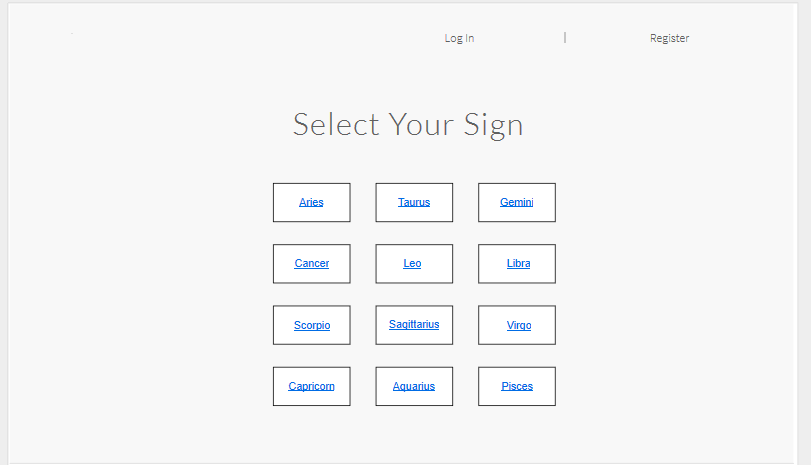 Log In | Register
Select Your Sign
Aries Taurus Gemini
Cancer Leo Libra
Scorpio Sagittarius Virgo
Capricorn Aquarius Pisces